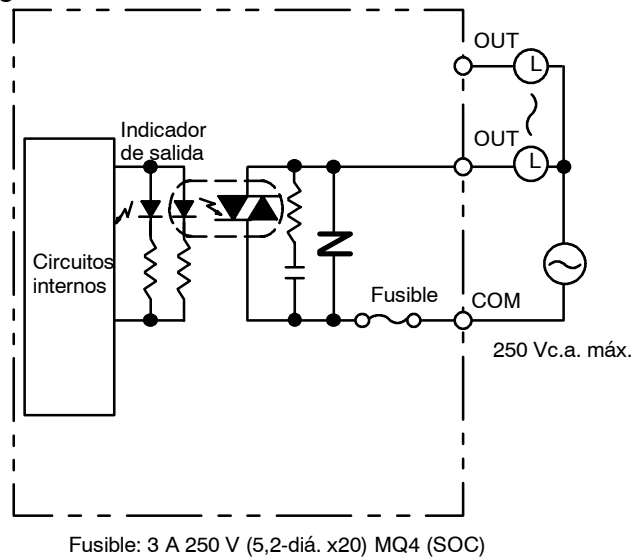 OUT
L
Indicador
de salida
OUT
L
Circuitos
internos
Fusible
COM
250 Vc.a. máx.
Fusible: 3 A 250 V (5,2-diá. x20) MQ4 (SOC)